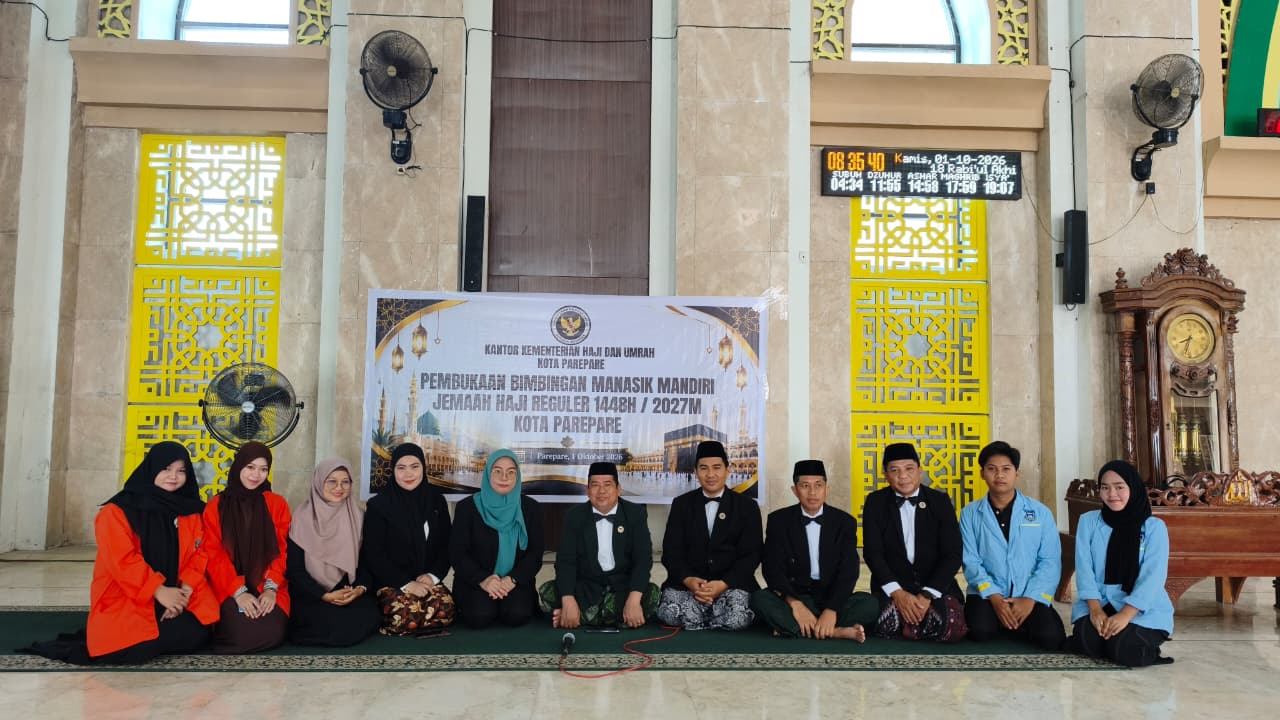 08 35 40 Kamis,01-10-2026
18 Rabi'ul Akhi
SUBUH DZUHUR ASHAR MAGHRIB ISYA'
04:34 11:55 14:58 17:59 19:07
KANTOR KEMENTERIAN HAJI DAN UMRAH
KOTA PAREPARE
PEMBUKAAN BIMBINGAN MANASIK MANDIRI
JEMAAH HAJI REGULER 1448H / 2027M
KOTA PAREPARE
Parepare, 1 Oktober 2026